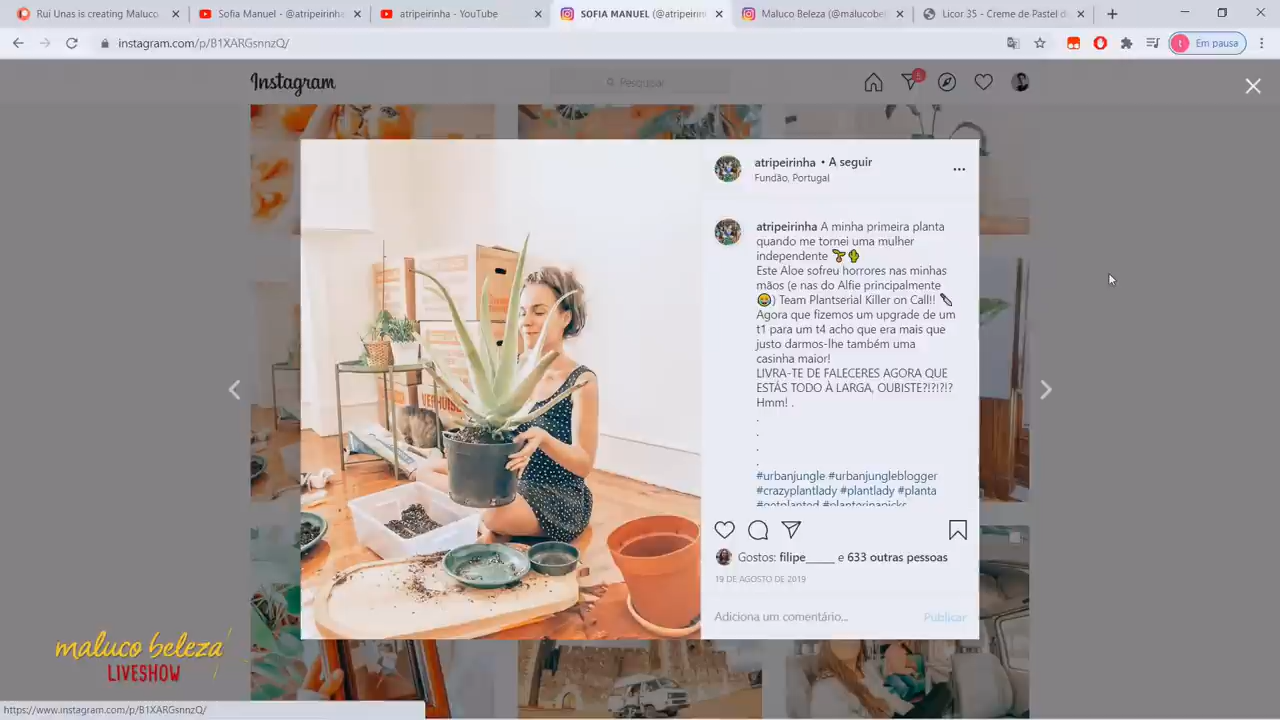 Rui Unas is creating Maluco
Sofia Manuel - @atripeirinha
atripeirinha - YouTube
SOFIA MANUEL (@atripeirin
Maluco Beleza (@malucobel
Licor 35 - Creme de Pastel d
instagram.com/p/B1XARGsnnzQ/
t
Em pausa
Instagram
Pesquisar
atripeirinha • A seguir
Fundão, Portugal
atripeirinha A minha primeira planta
quando me tornei uma mulher
independente 🌱🌵
Este Aloe sofreu horrores nas minhas
mãos (e nas do Alfie principalmente
😂) Team Plantserial Killer on Call!! 🔪
Agora que fizemos um upgrade de um
t1 para um t4 acho que era mais que
justo darmos-lhe também uma
casinha maior!
LIVRA-TE DE FALECERES AGORA QUE
ESTÁS TODO À LARGA, OUBISTE?!?!?!?
Hmm! .
.
.
.
.
#urbanjungle #urbanjungleblogger
#crazyplantlady #plantlady #planta
#getplanted #planterinapicks
Gostos: filipe_____ e 633 outras pessoas
19 DE AGOSTO DE 2019
Adiciona um comentário...
Publicar
maluco beleza
LIVESHOW
https://www.instagram.com/p/B1XARGsnnzQ/